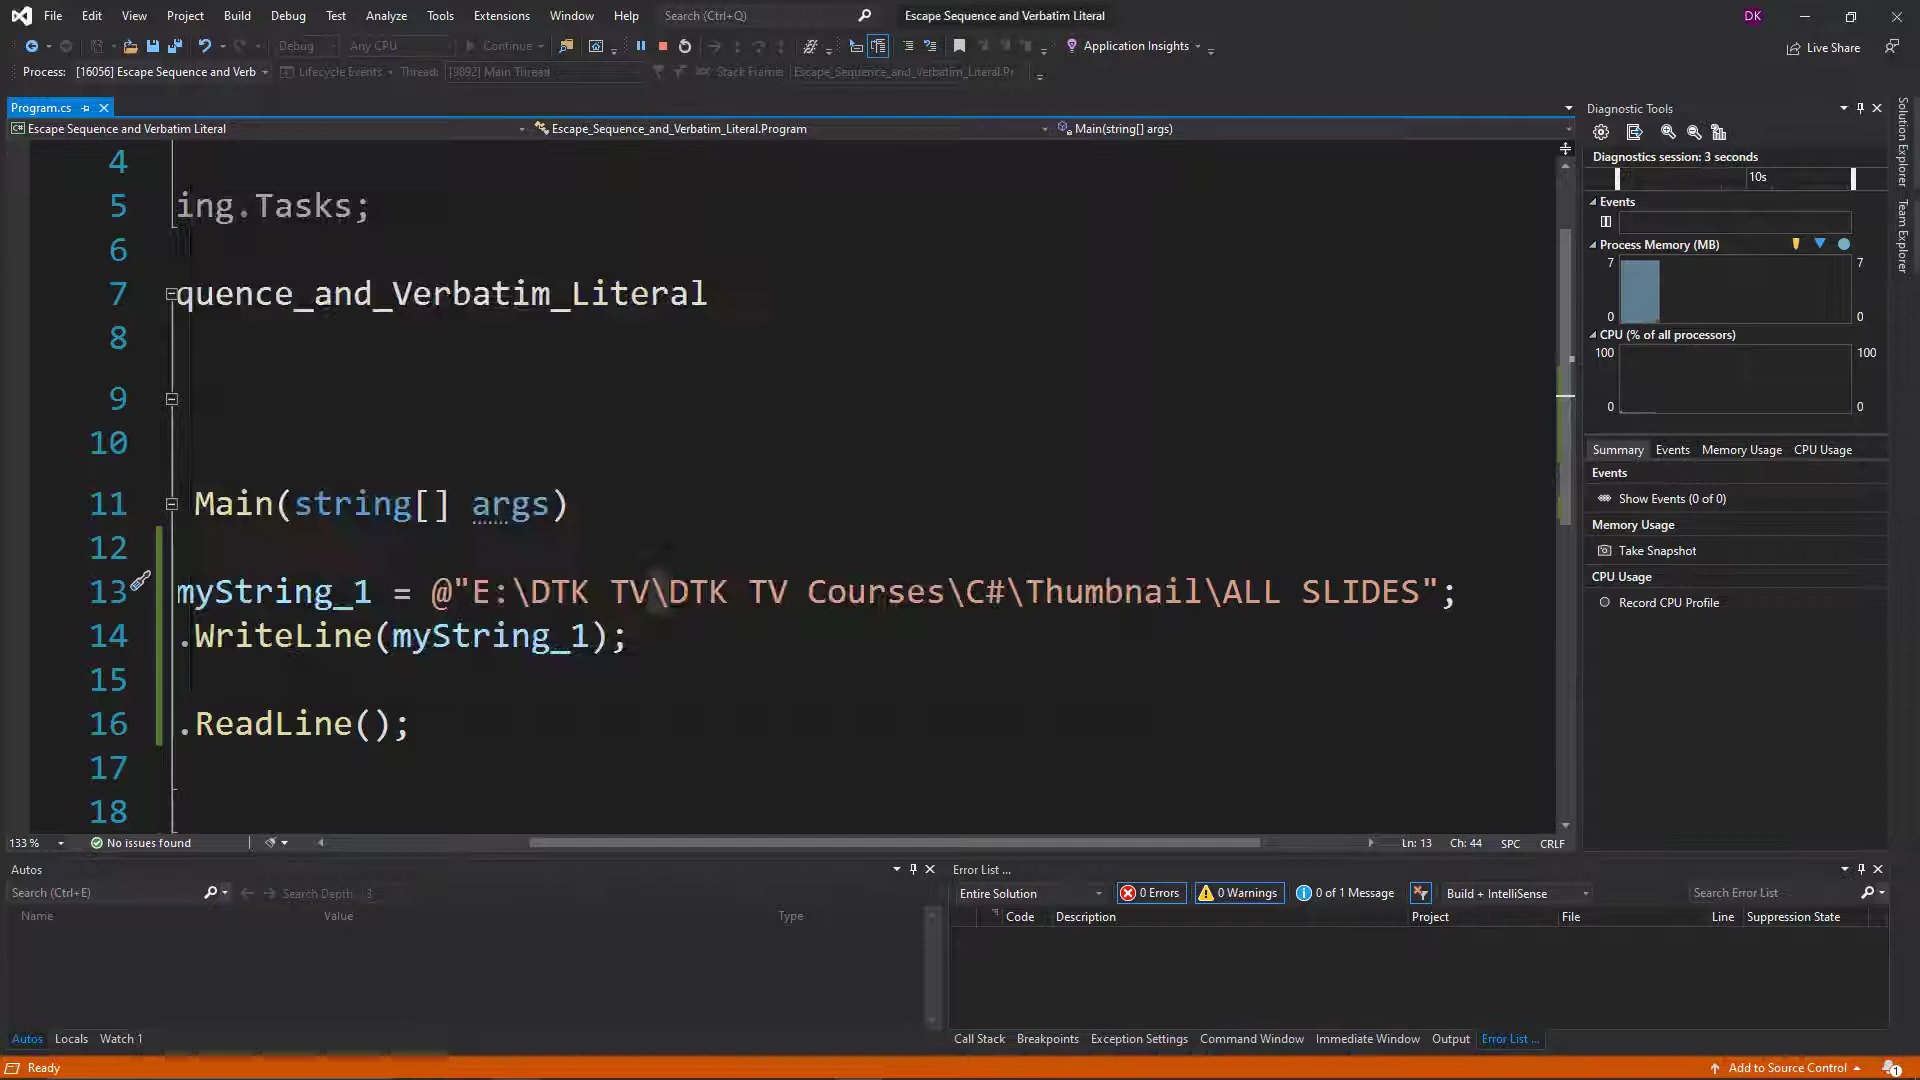 File Edit View Project Build Debug Test Analyze Tools Extensions Window Help Search (Ctrl+Q) Escape Sequence and Verbatim Literal DK
Debug Any CPU Continue Application Insights Live Share
Process: [16056] Escape Sequence and Verb Lifecycle Events Thread: [9892] Main Thread Stack Frame: Escape_Sequence_and_Verbatim_Literal.Pr
Program.cs
Escape Sequence and Verbatim Literal Escape_Sequence_and_Verbatim_Literal.Program Main(string[] args)
4
5 ing.Tasks;
6
7 quence_and_Verbatim_Literal
8
9
10
11 Main(string[] args)
12
13 myString_1 = @"E:\DTK TV\DTK TV Courses\C#\Thumbnail\ALL SLIDES";
14 .WriteLine(myString_1);
15
16 .ReadLine();
17
18
133 % No issues found Ln: 13 Ch: 44 SPC CRLF
Diagnostic Tools
Diagnostics session: 3 seconds
10s
Events
Process Memory (MB)
7 7
0 0
CPU (% of all processors)
100 100
0 0
Summary Events Memory Usage CPU Usage
Events
Show Events (0 of 0)
Memory Usage
Take Snapshot
CPU Usage
Record CPU Profile
Solution Explorer
Team Explorer
Autos
Search (Ctrl+E) Search Depth: 3
Name Value Type
Autos Locals Watch 1
Error List ...
Entire Solution 0 Errors 0 Warnings 0 of 1 Message Build + IntelliSense Search Error List
Code Description Project File Line Suppression State
Call Stack Breakpoints Exception Settings Command Window Immediate Window Output Error List ...
Ready Add to Source Control 1